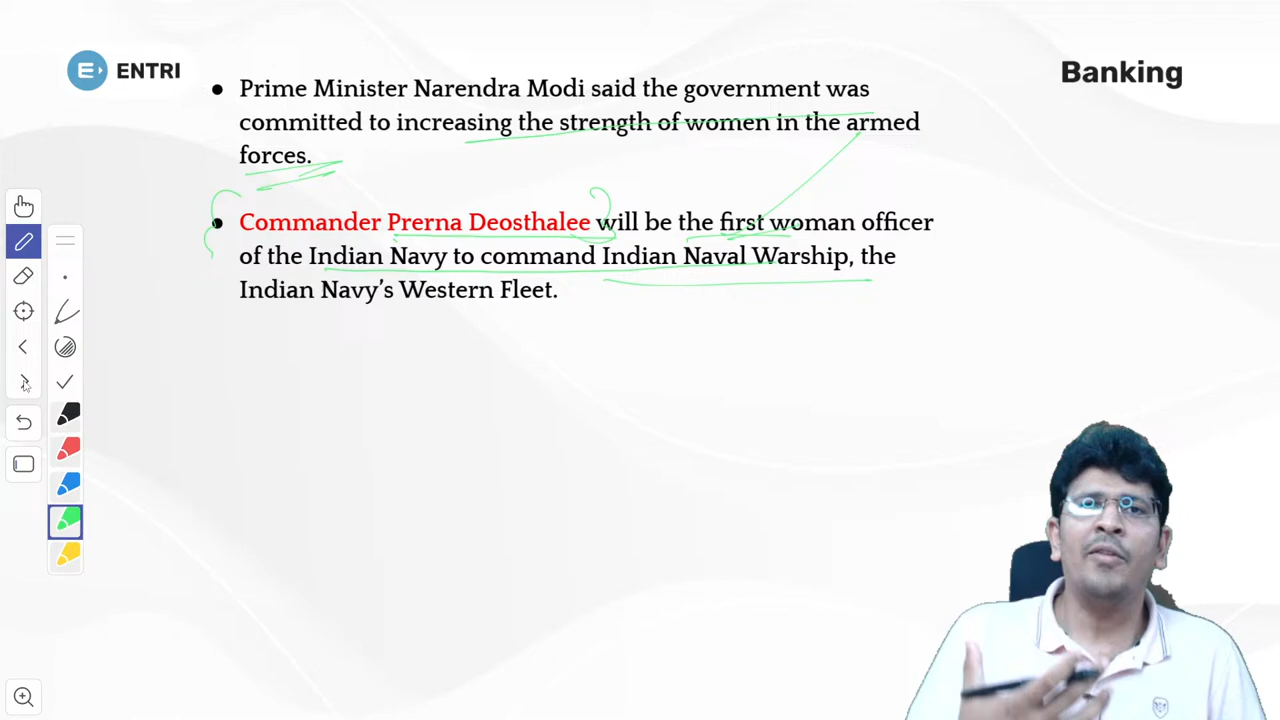 ENTRI
Banking
Prime Minister Narendra Modi said the government was
committed to increasing the strength of women in the armed
forces.
Commander Prerna Deosthalee will be the first woman officer
of the Indian Navy to command Indian Naval Warship, the
Indian Navy’s Western Fleet.